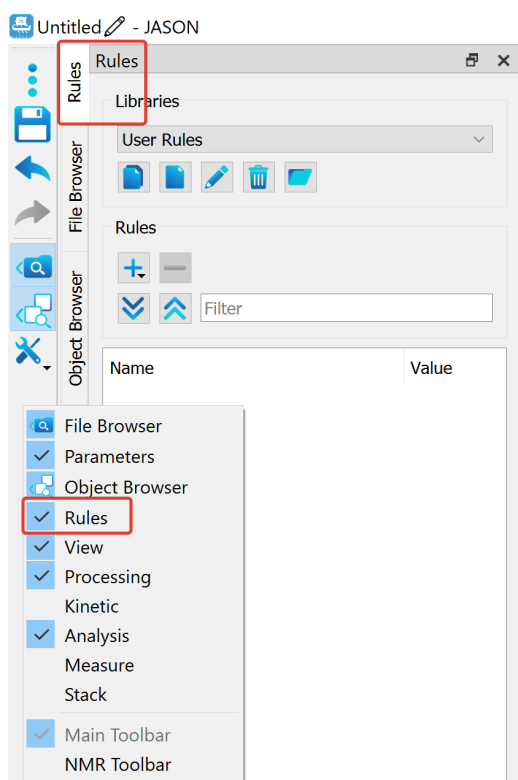 Untitled - JASON
Rules
Rules
Libraries
User Rules
File Browser
Rules
Filter
Object Browser
Name Value
File Browser
Parameters
Object Browser
Rules
View
Processing
Kinetic
Analysis
Measure
Stack
Main Toolbar
NMR Toolbar